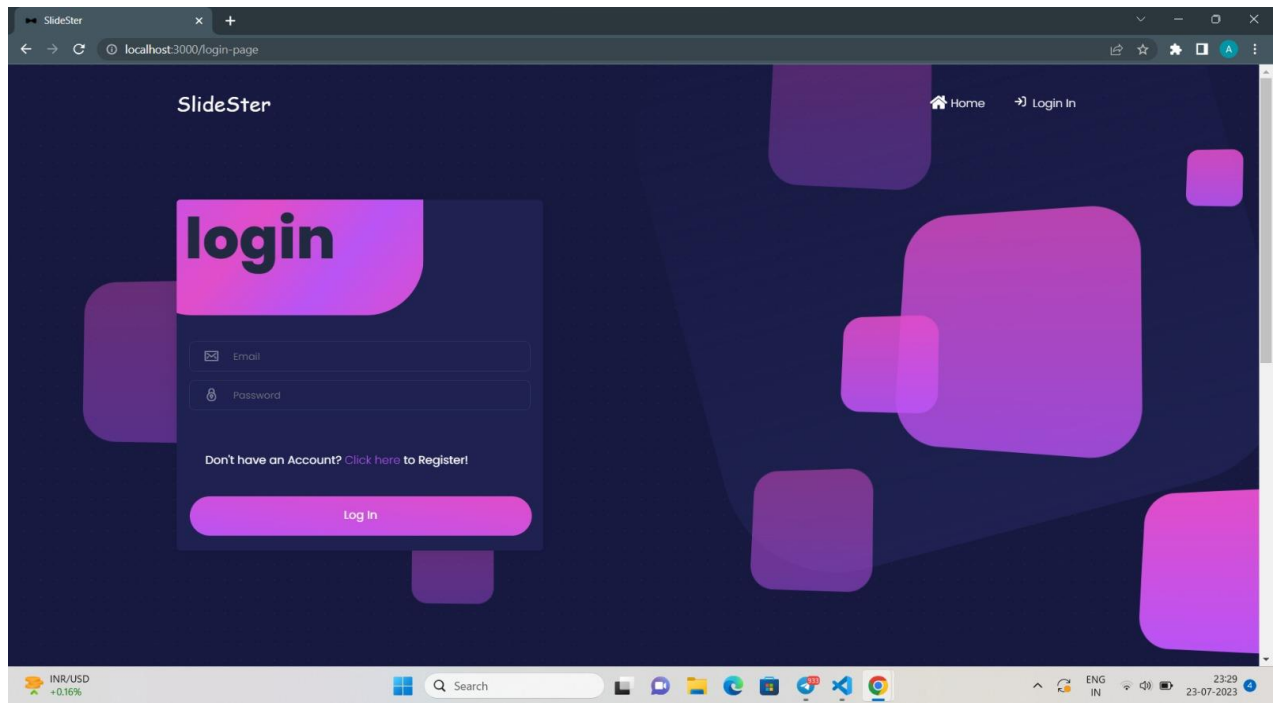 SlideSter
localhost:3000/login-page
A
SlideSter
Home
Login In
login
Email
Password
Don't have an Account? Click here to Register!
Log In
INR/USD
+0.16%
Search
ENG
IN
23:29
23-07-2023
4